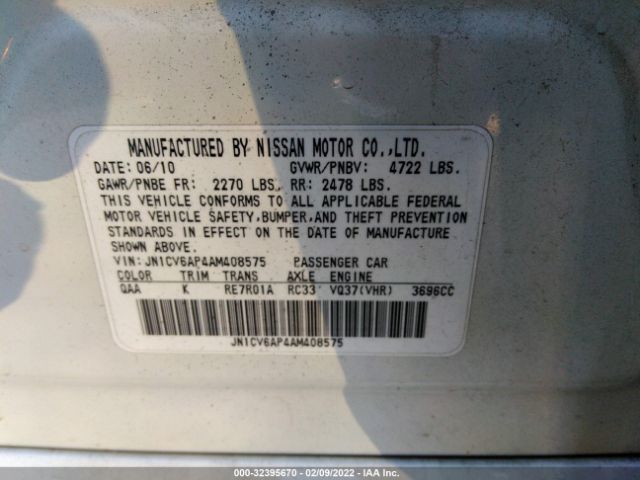 MANUFACTURED BY NISSAN MOTOR CO.,LTD.
DATE: 06/10 GVWR/PNBV: 4722 LBS.
GAWR/PNBE FR: 2270 LBS, RR: 2478 LBS.
THIS VEHICLE CONFORMS TO ALL APPLICABLE FEDERAL
MOTOR VEHICLE SAFETY,BUMPER,AND THEFT PREVENTION
STANDARDS IN EFFECT ON THE DATE OF MANUFACTURE
SHOWN ABOVE.
VIN: JN1CV6AP4AM408575 PASSENGER CAR
COLOR TRIM TRANS AXLE ENGINE
QAA K RE7R01A RC33 VQ37(VHR) 3696CC
JN1CV6AP4AM408575
000-32395670 - 02/09/2022 - IAA Inc.